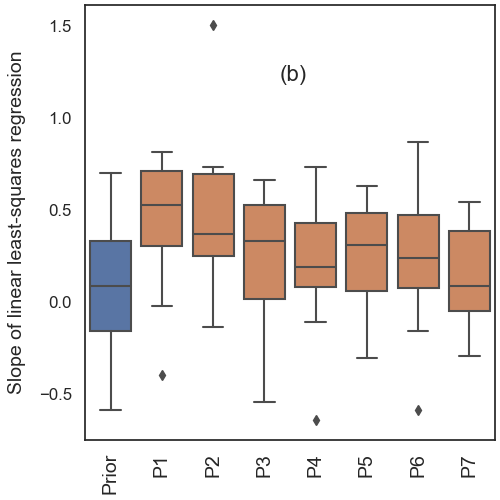 Slope of linear least-squares regression
1.5
1.0
0.5
0.0
−0.5
(b)
Prior
P1
P2
P3
P4
P5
P6
P7